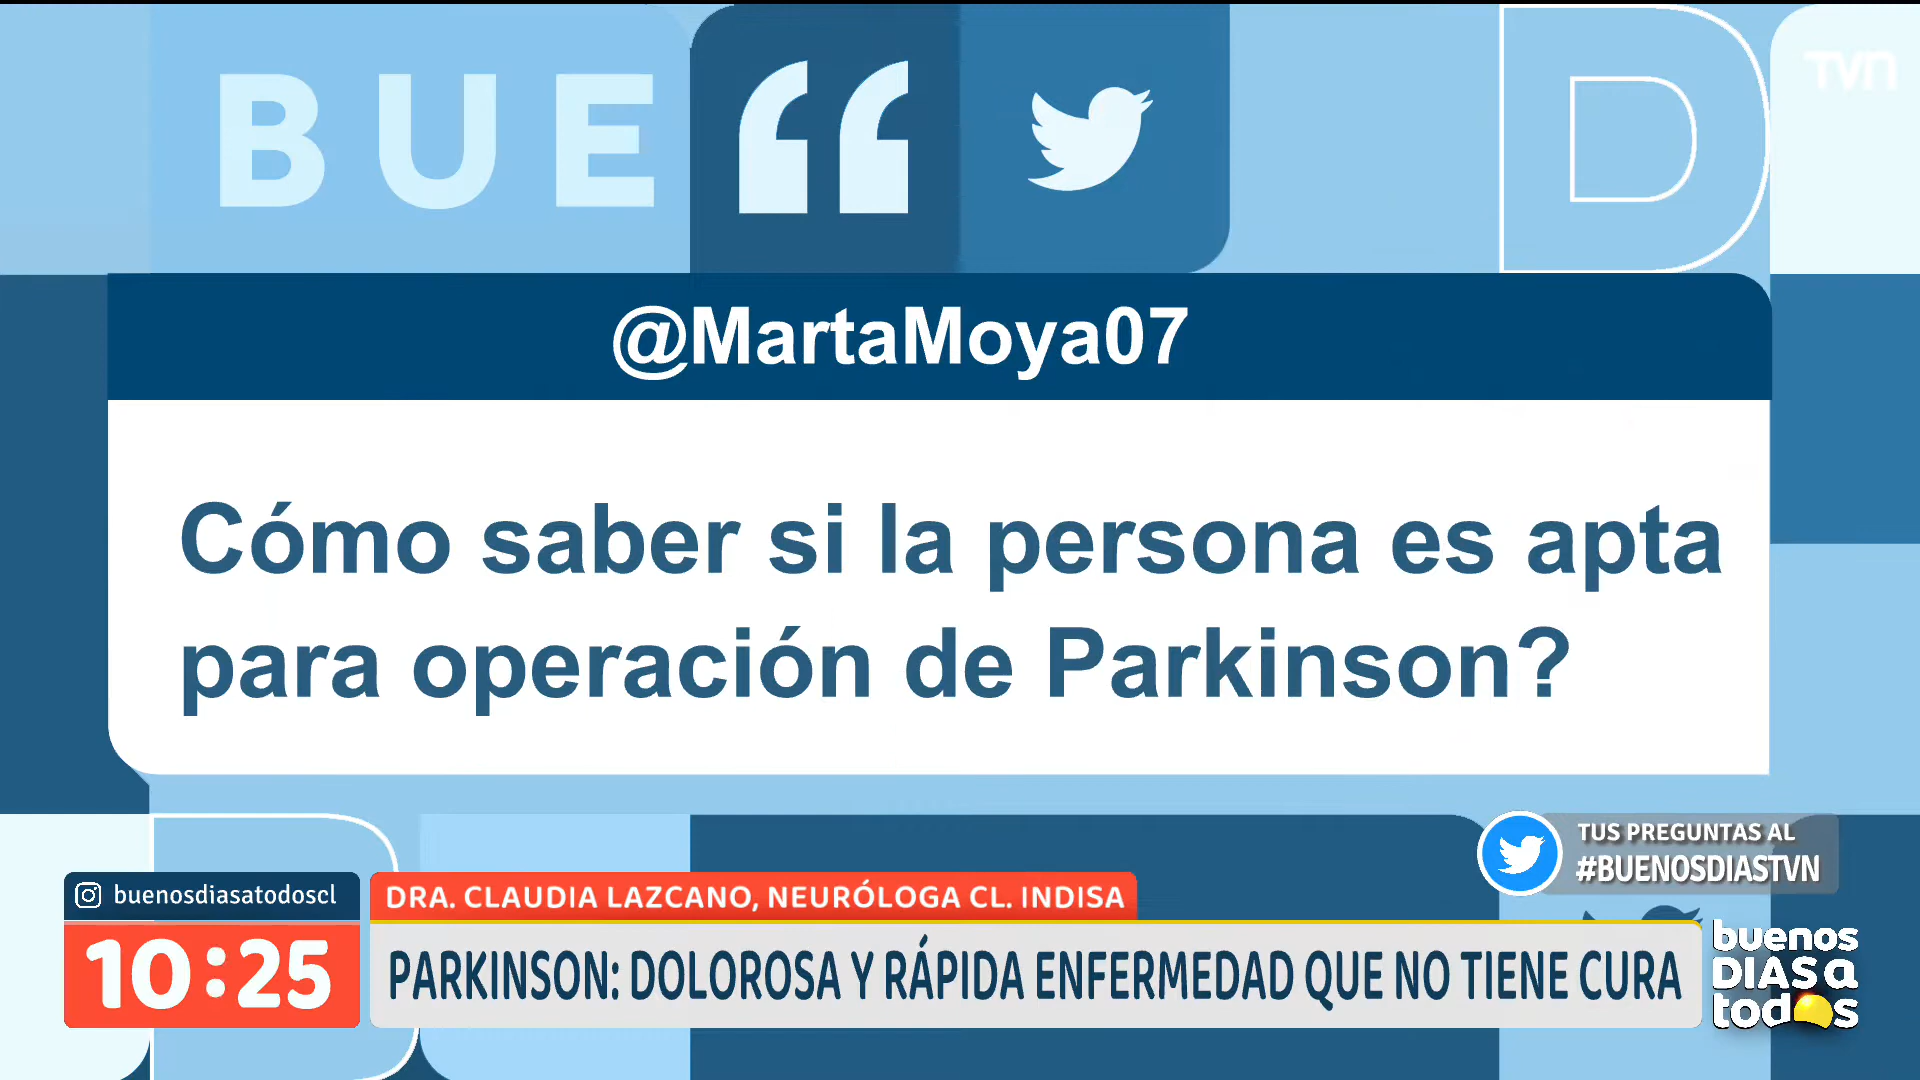 BUE
D
TVN
@MartaMoya07
Cómo saber si la persona es apta
para operación de Parkinson?
TUS PREGUNTAS AL
#BUENOSDIASTVN
buenosdiasatodoscl
DRA. CLAUDIA LAZCANO, NEURÓLOGA CL. INDISA
10:25
PARKINSON: DOLOROSA Y RÁPIDA ENFERMEDAD QUE NO TIENE CURA
buenos
DIAS a
todos